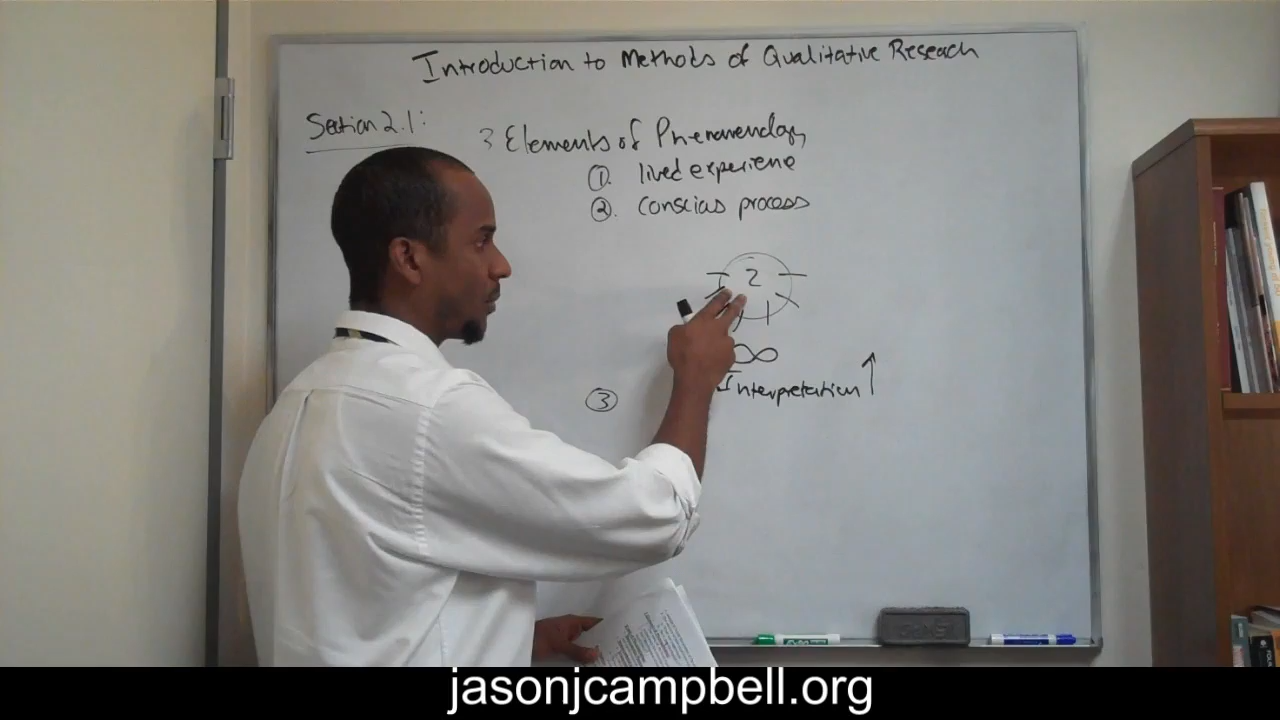 Introduction to Methods of Qualitative Reseach
Section 2.1:
3 Elements of Phenomenology
①. lived experience
②. conscious process
2
∞
③
Interpretation ↑
jasonjcampbell.org